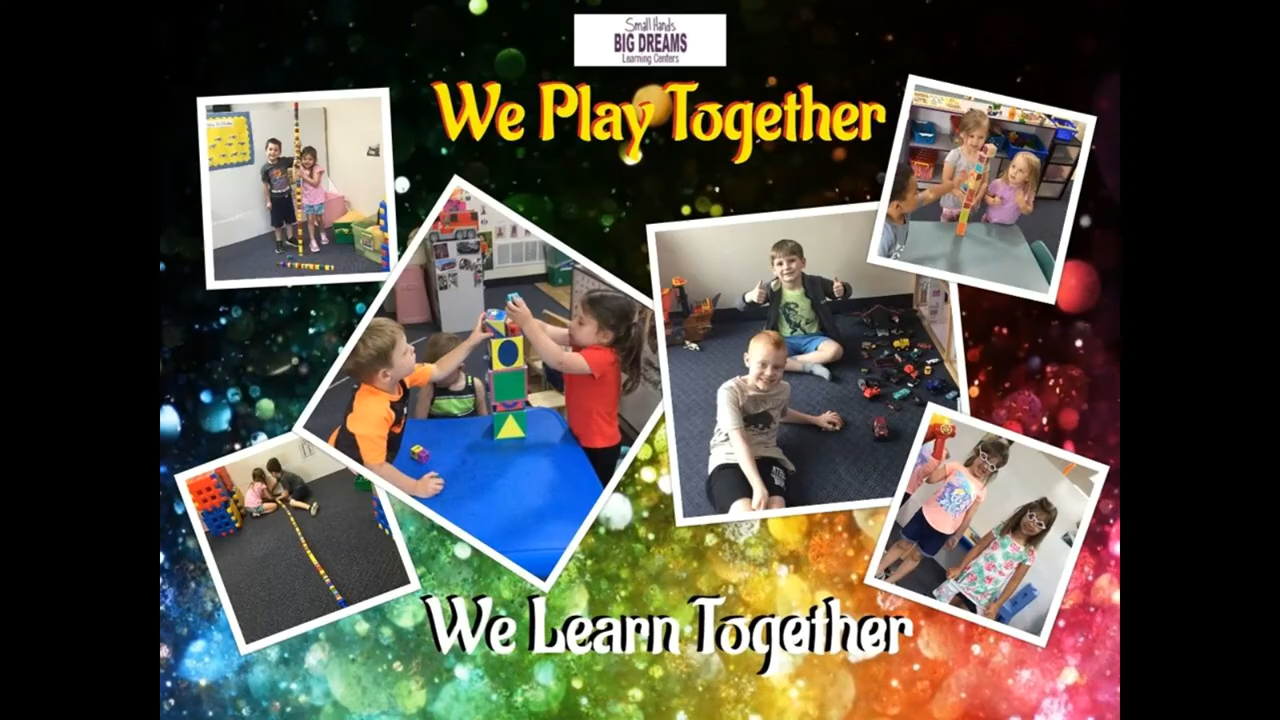 Small Hands
BIG DREAMS
Learning Centers
We Play Together
We Learn Together